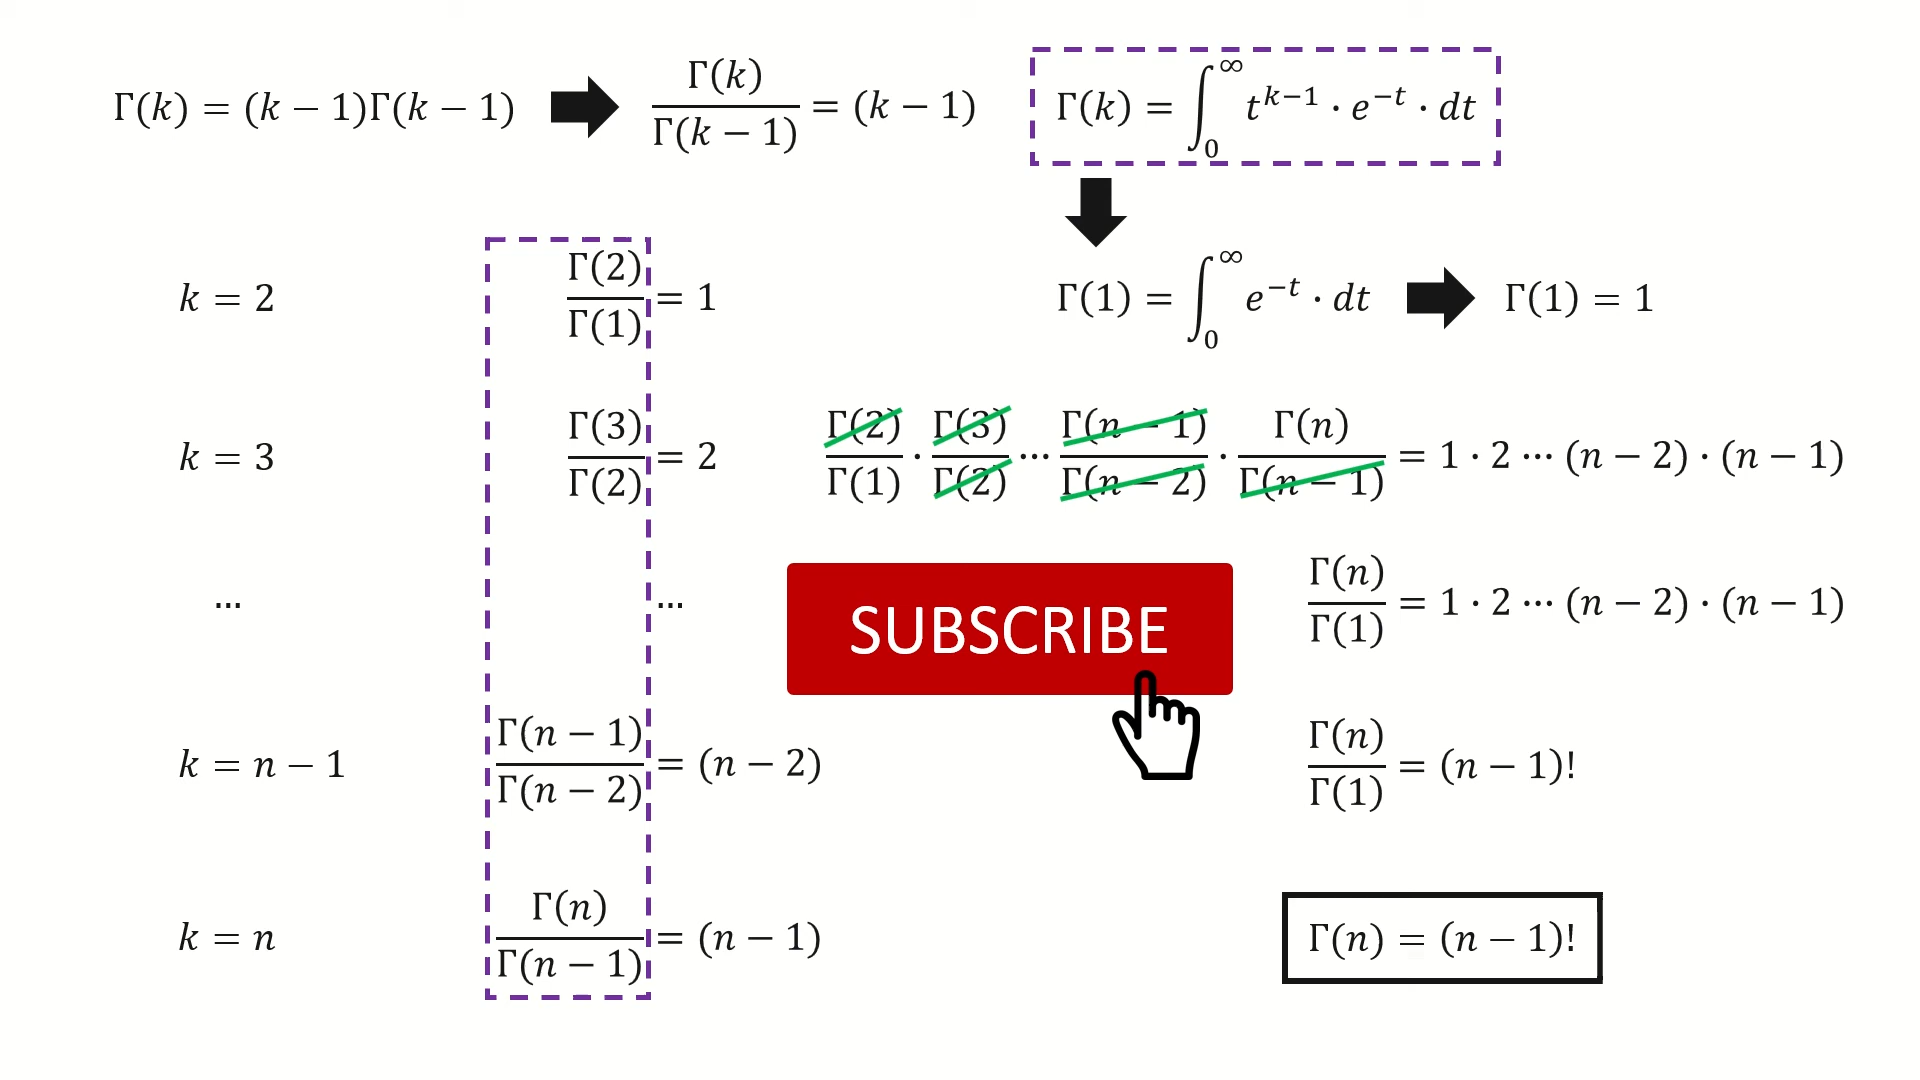 Γ(k) = (k − 1)Γ(k − 1) ➡ Γ(k)/Γ(k − 1) = (k − 1)
Γ(k) = ∫₀^∞ t^(k−1) · e^(−t) · dt
k = 2 Γ(2)/Γ(1) = 1
Γ(1) = ∫₀^∞ e^(−t) · dt ➡ Γ(1) = 1
k = 3 Γ(3)/Γ(2) = 2
Γ(2)/Γ(1) · Γ(3)/Γ(2) ⋯ Γ(n − 1)/Γ(n − 2) · Γ(n)/Γ(n − 1) = 1 · 2 ⋯ (n − 2) · (n − 1)
… …
SUBSCRIBE
Γ(n)/Γ(1) = 1 · 2 ⋯ (n − 2) · (n − 1)
k = n − 1 Γ(n − 1)/Γ(n − 2) = (n − 2)
Γ(n)/Γ(1) = (n − 1)!
k = n Γ(n)/Γ(n − 1) = (n − 1)
Γ(n) = (n − 1)!